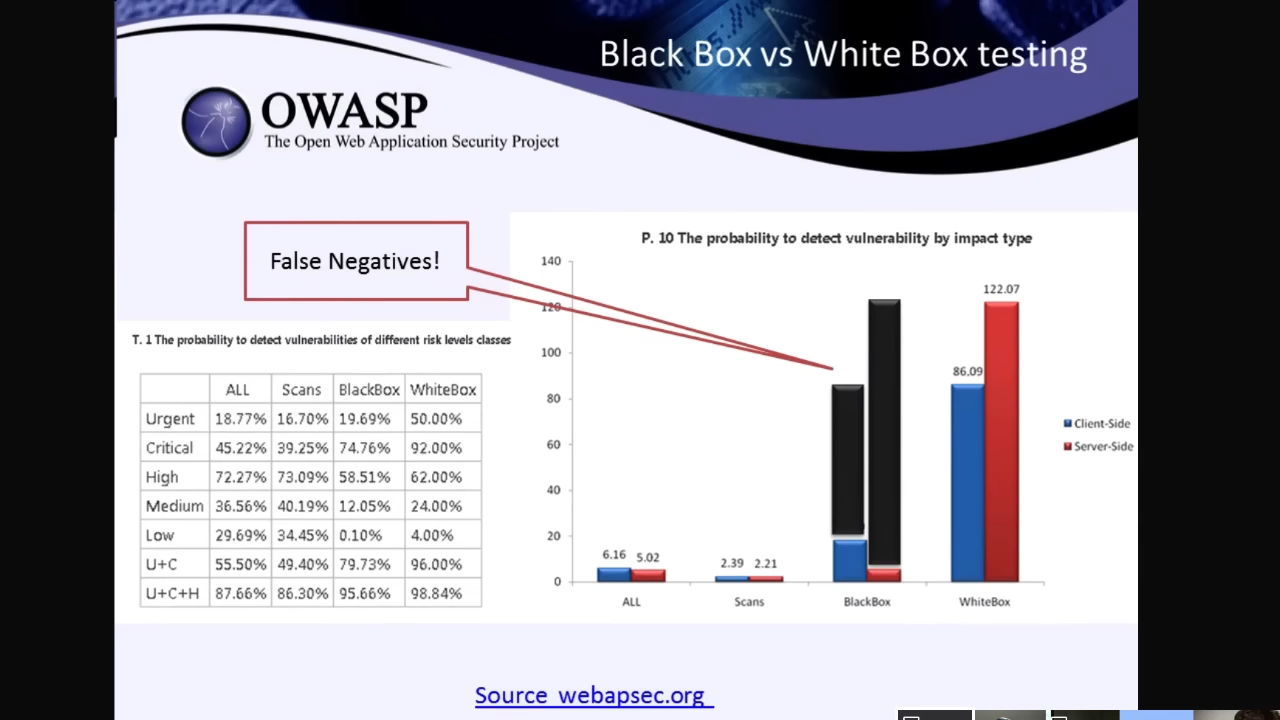 Black Box vs White Box testing
OWASP
The Open Web Application Security Project
False Negatives!
T. 1 The probability to detect vulnerabilities of different risk levels classes
ALL Scans BlackBox WhiteBox
Urgent 18.77% 16.70% 19.69% 50.00%
Critical 45.22% 39.25% 74.76% 92.00%
High 72.27% 73.09% 58.51% 62.00%
Medium 36.56% 40.19% 12.05% 24.00%
Low 29.69% 34.45% 0.10% 4.00%
U+C 55.50% 49.40% 79.73% 96.00%
U+C+H 87.66% 86.30% 95.66% 98.84%
P. 10 The probability to detect vulnerability by impact type
140
120
100
80
60
40
20
0
6.16 5.02
2.39 2.21
86.09
122.07
ALL Scans BlackBox WhiteBox
Client-Side
Server-Side
Source webapsec.org